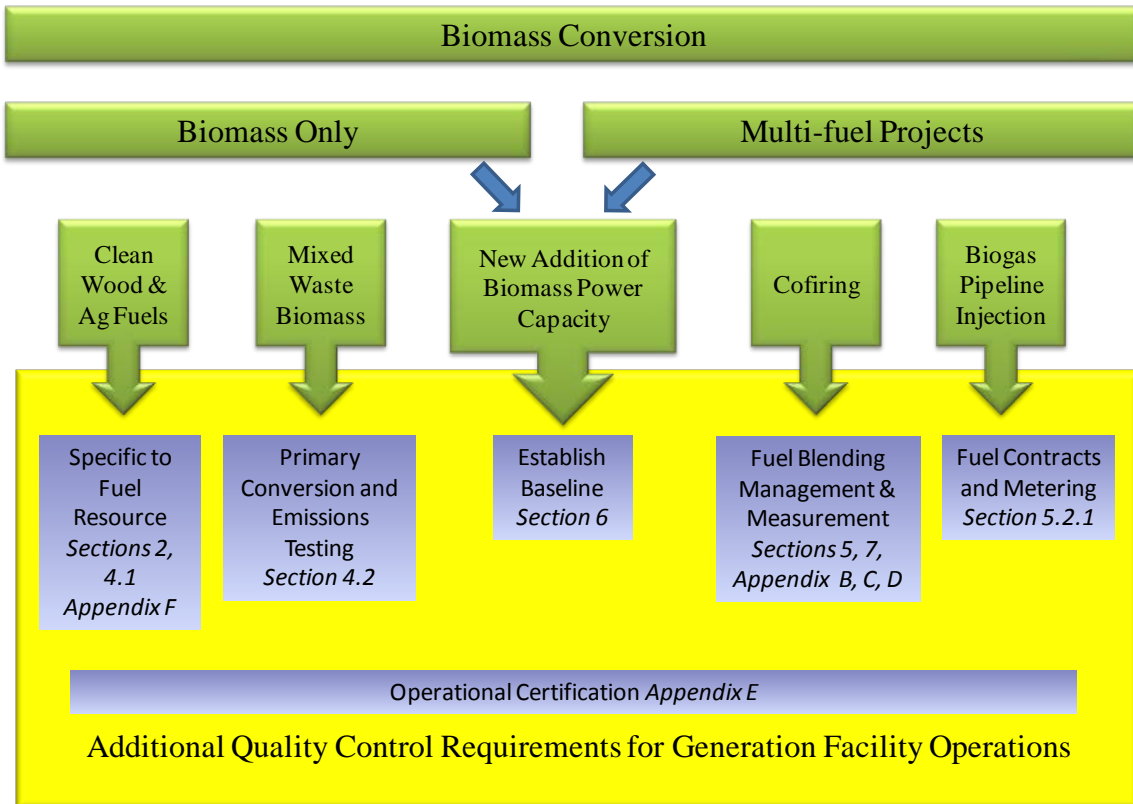 Biomass Conversion
Biomass Only
Multi-fuel Projects
Clean
Wood &
Ag Fuels
Mixed
Waste
Biomass
New Addition of
Biomass Power
Capacity
Cofiring
Biogas
Pipeline
Injection
Specific to
Fuel
Resource
Sections 2,
4.1
Appendix F
Primary
Conversion and
Emissions
Testing
Section 4.2
Establish
Baseline
Section 6
Fuel Blending
Management &
Measurement
Sections 5, 7,
Appendix B, C, D
Fuel Contracts
and Metering
Section 5.2.1
Operational Certification Appendix E
Additional Quality Control Requirements for Generation Facility Operations